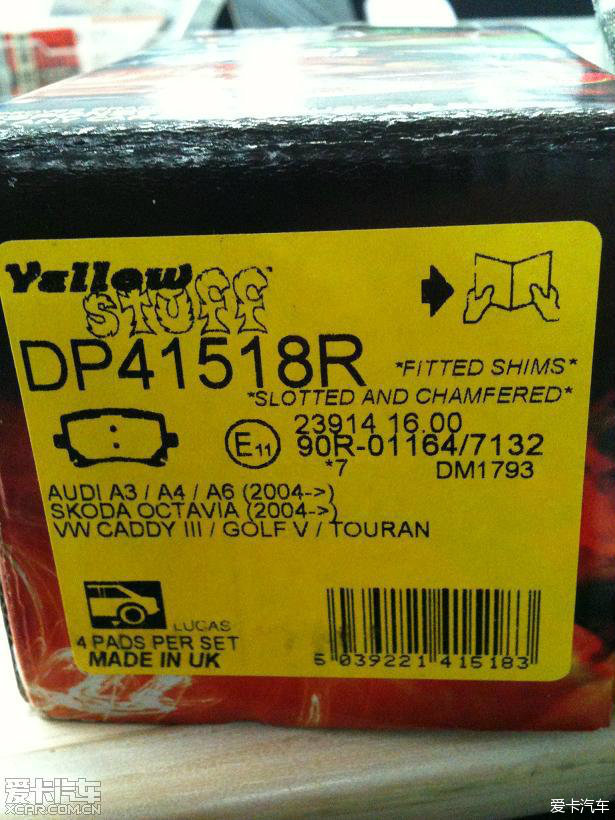 Yellow
STUFF
DP41518R
*FITTED SHIMS*
*SLOTTED AND CHAMFERED*
E11
23914 16.00
90R-01164/7132
*7 DM1793
AUDI A3 / A4 / A6 (2004->)
SKODA OCTAVIA (2004->)
VW CADDY III / GOLF V / TOURAN
LUCAS
4 PADS PER SET
MADE IN UK
5 039221 415183
爱卡汽车
XCAR.COM.CN
爱卡汽车